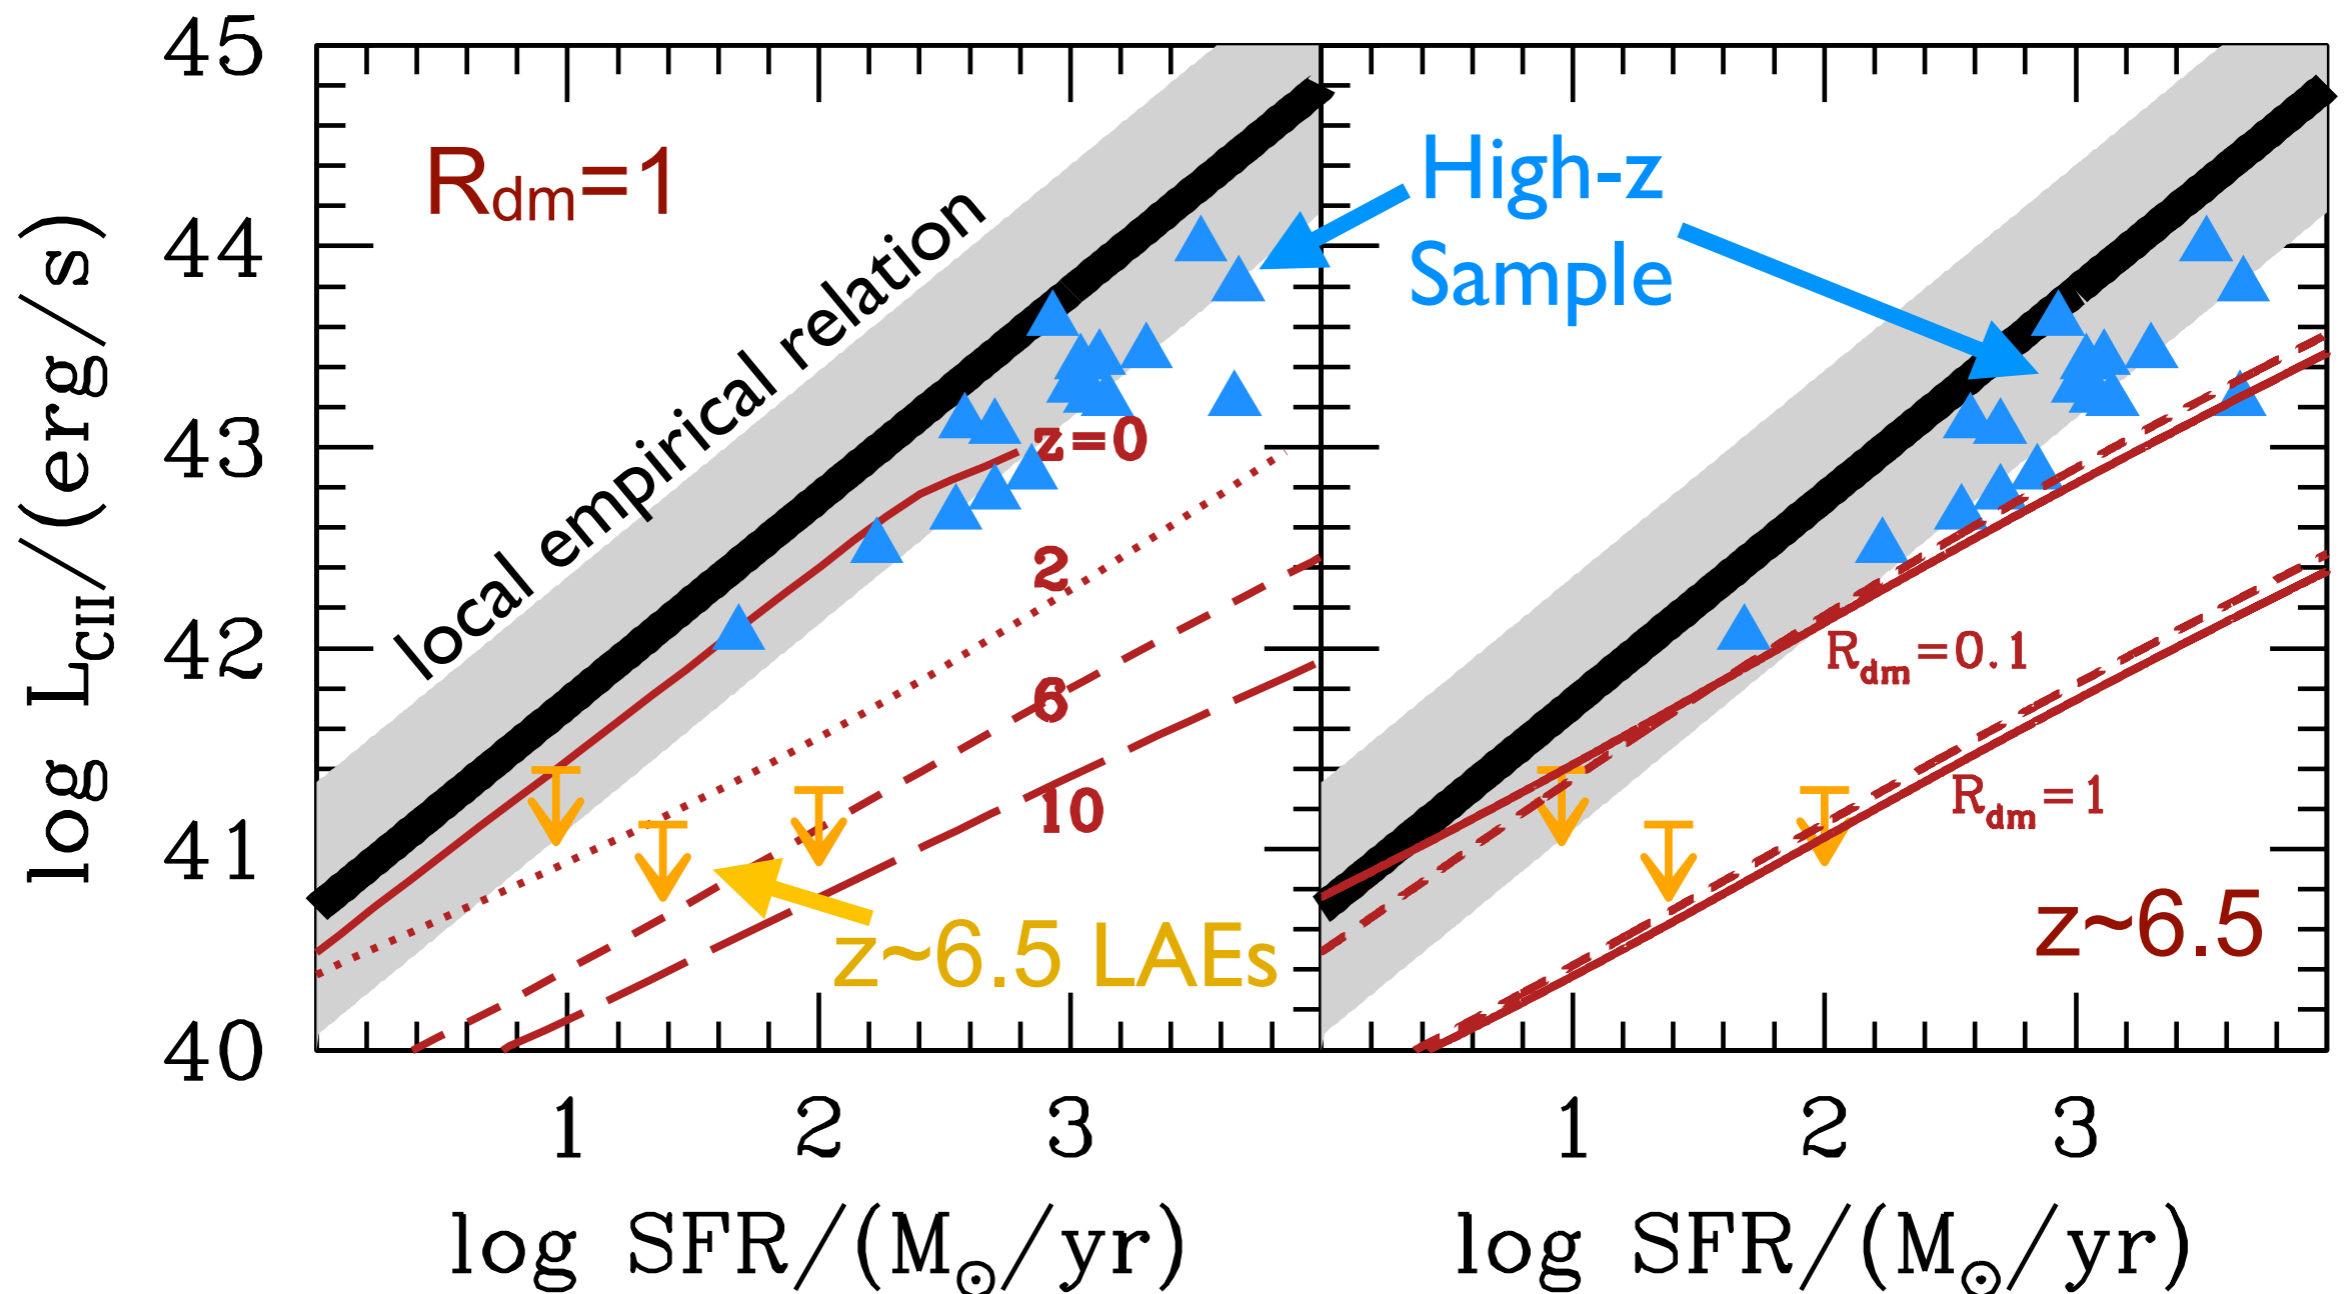 45
44
43
42
41
40
log L_CII/(erg/s)
R_dm=1
local empirical relation
High-z
Sample
z=0
2
6
10
z~6.5 LAEs
R_dm=0.1
R_dm=1
z~6.5
1 2 3
1 2 3
log SFR/(M_⊙/yr)
log SFR/(M_⊙/yr)